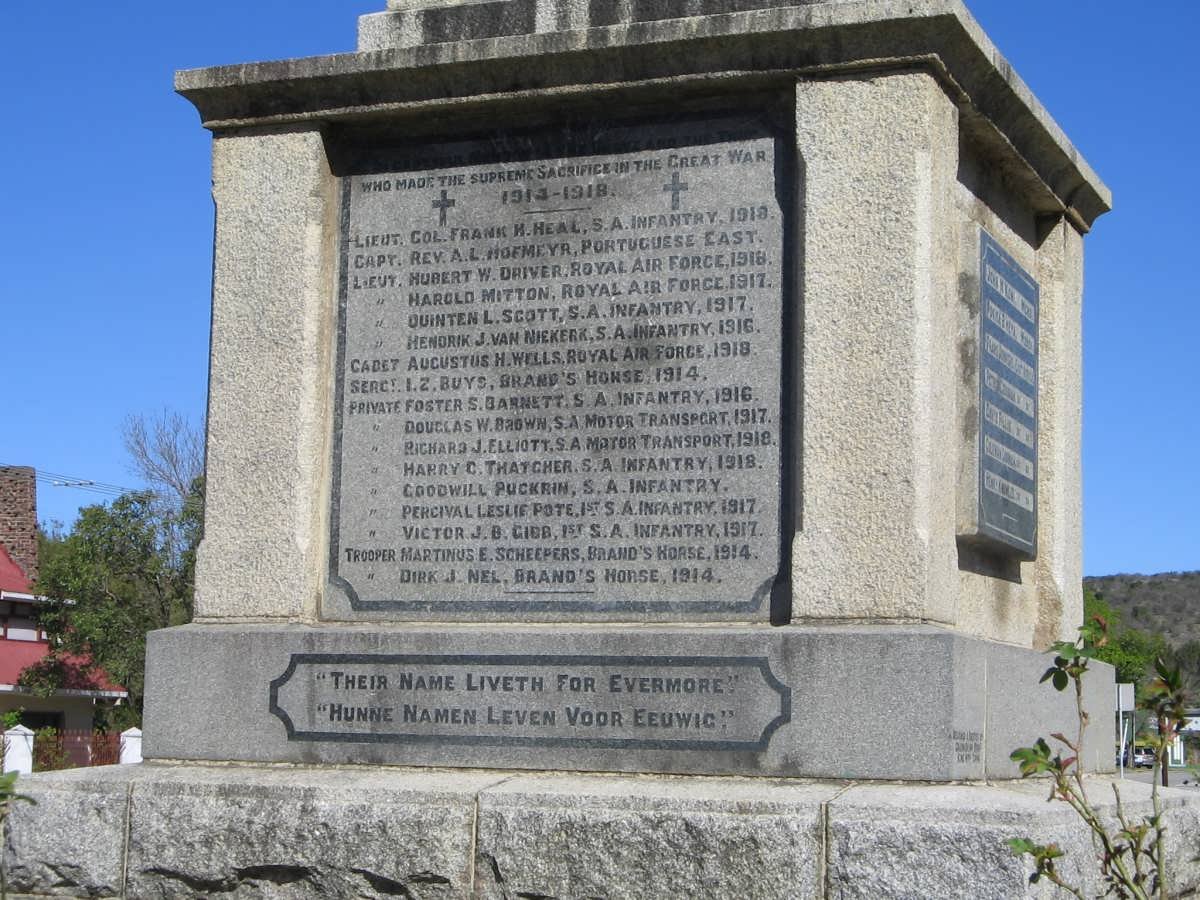 WHO MADE THE SUPREME SACRIFICE IN THE GREAT WAR
1914-1918.
LIEUT. COL. FRANK H. HEAL, S.A. INFANTRY, 1918.
CAPT. REV. A.L. HOFMEYR, PORTUGUESE EAST.
LIEUT. HUBERT W. DRIVER, ROYAL AIR FORCE, 1918.
" HAROLD MITTON, ROYAL AIR FORCE, 1917.
" QUINTEN L. SCOTT, S.A. INFANTRY, 1917.
" HENDRIK J. VAN NIEKERK, S.A. INFANTRY, 1916.
CADET AUGUSTUS H. WELLS, ROYAL AIR FORCE, 1918.
SERGT. I.Z. BUYS, BRAND'S HORSE, 1914.
PRIVATE FOSTER S. BARNETT, S.A. INFANTRY, 1916.
" DOUGLAS W. BROWN, S.A. MOTOR TRANSPORT, 1917.
" RICHARD J. ELLIOTT, S.A. MOTOR TRANSPORT, 1918.
" HARRY C. THATCHER, S.A. INFANTRY, 1918.
" GOODWILL PUCKRIN, S.A. INFANTRY.
" PERCIVAL LESLIE POTE, 1ST S.A. INFANTRY, 1917.
" VICTOR J.B. GIBB, 1ST S.A. INFANTRY, 1917.
TROOPER MARTINUS E. SCHEEPERS, BRAND'S HORSE, 1914.
" DIRK J. NEL, BRAND'S HORSE, 1914.
"THEIR NAME LIVETH FOR EVERMORE."
"HUNNE NAMEN LEVEN VOOR EEUWIG."